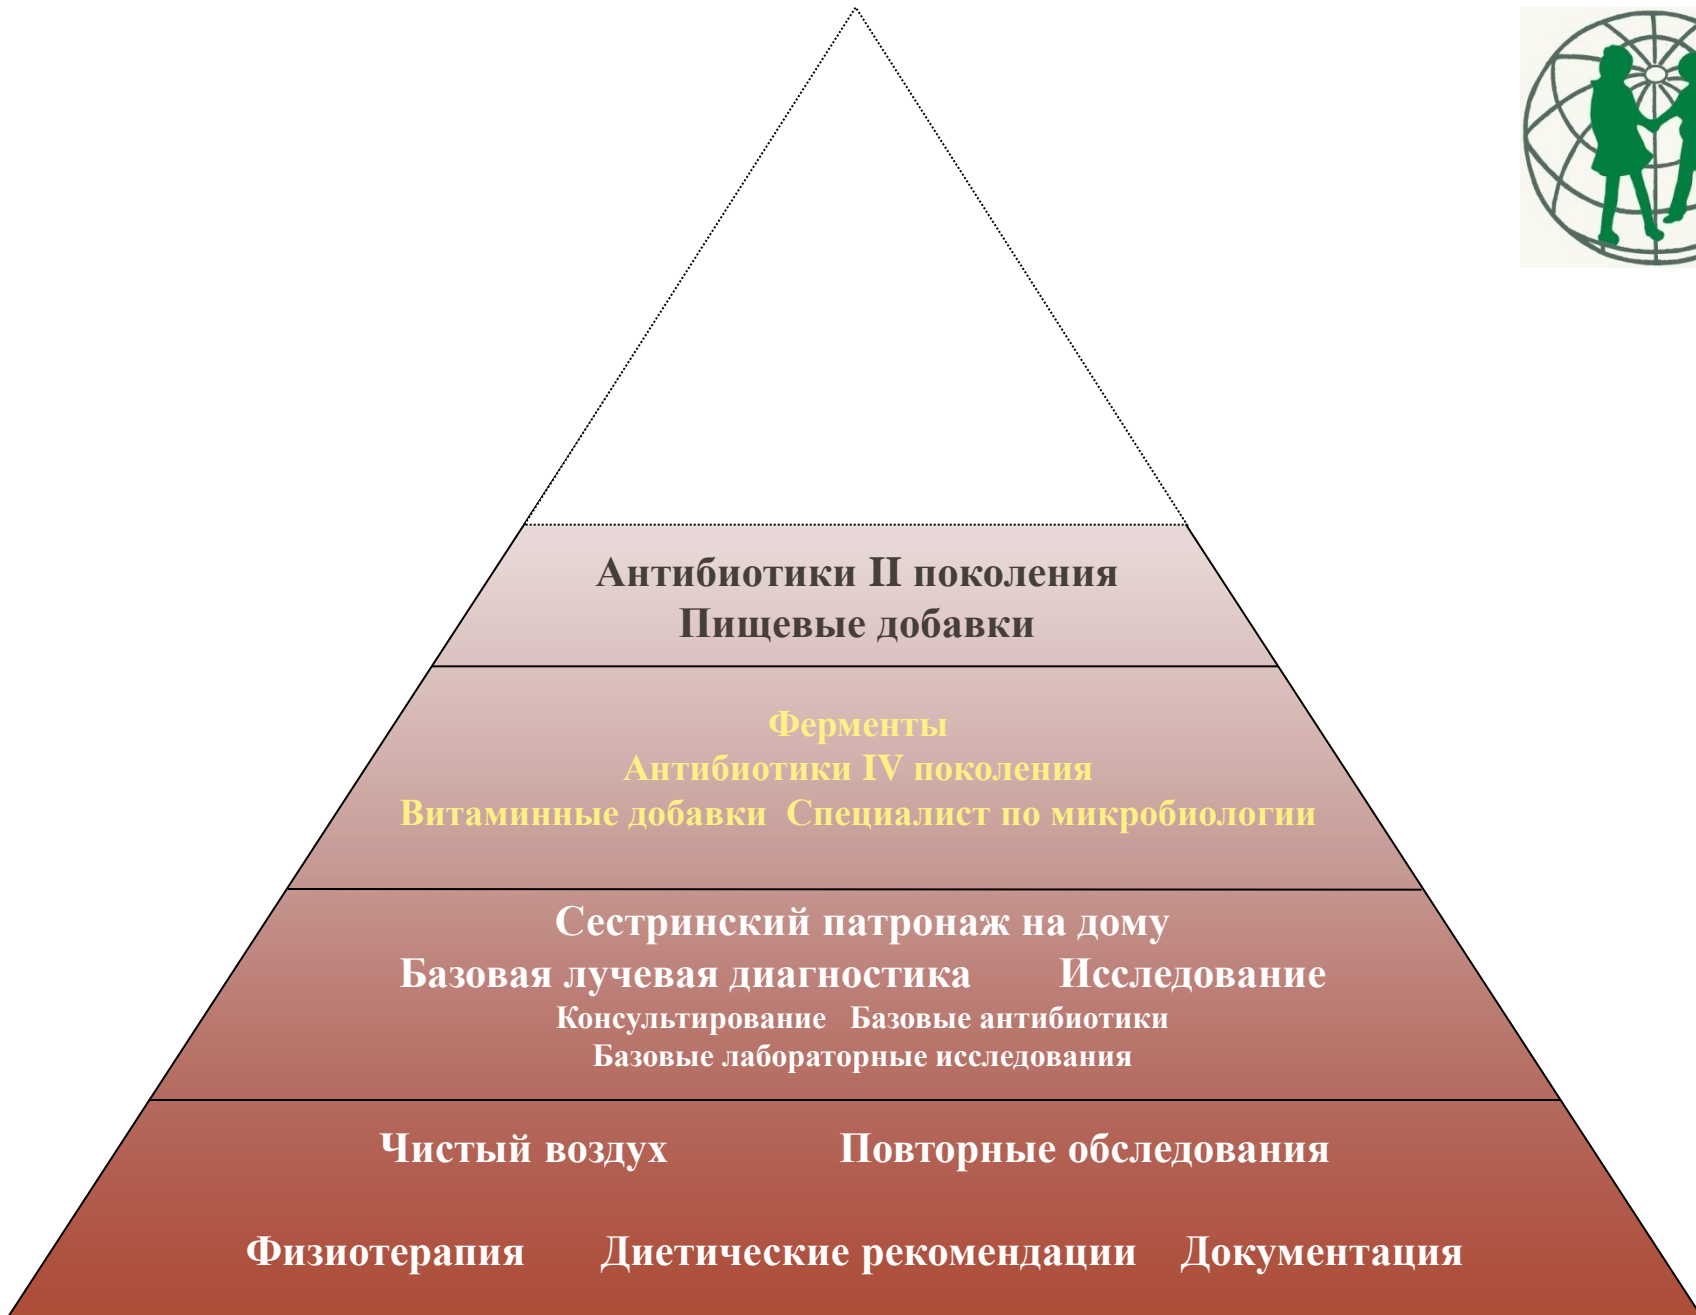 Антибиотики II поколения
Пищевые добавки
Ферменты
Антибиотики IV поколения
Витаминные добавки Специалист по микробиологии
Сестринский патронаж на дому
Базовая лучевая диагностика Исследование
Консультирование Базовые антибиотики
Базовые лабораторные исследования
Чистый воздух Повторные обследования
Физиотерапия Диетические рекомендации Документация